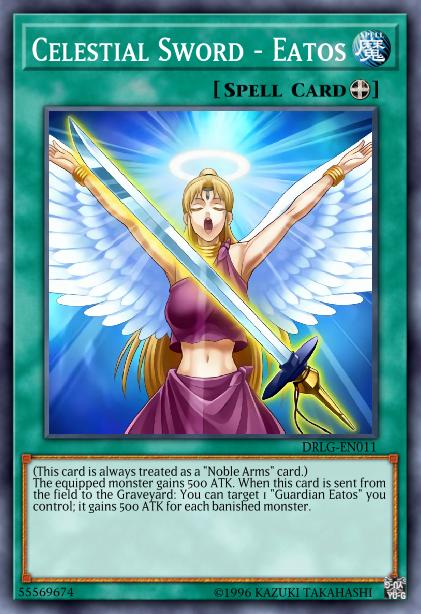 CELESTIAL SWORD - EATOS
[SPELL CARD]
DRLG-EN011
(This card is always treated as a "Noble Arms" card.)
The equipped monster gains 500 ATK. When this card is sent from
the field to the Graveyard: You can target 1 "Guardian Eatos" you
control; it gains 500 ATK for each banished monster.
55569674
©1996 KAZUKI TAKAHASHI